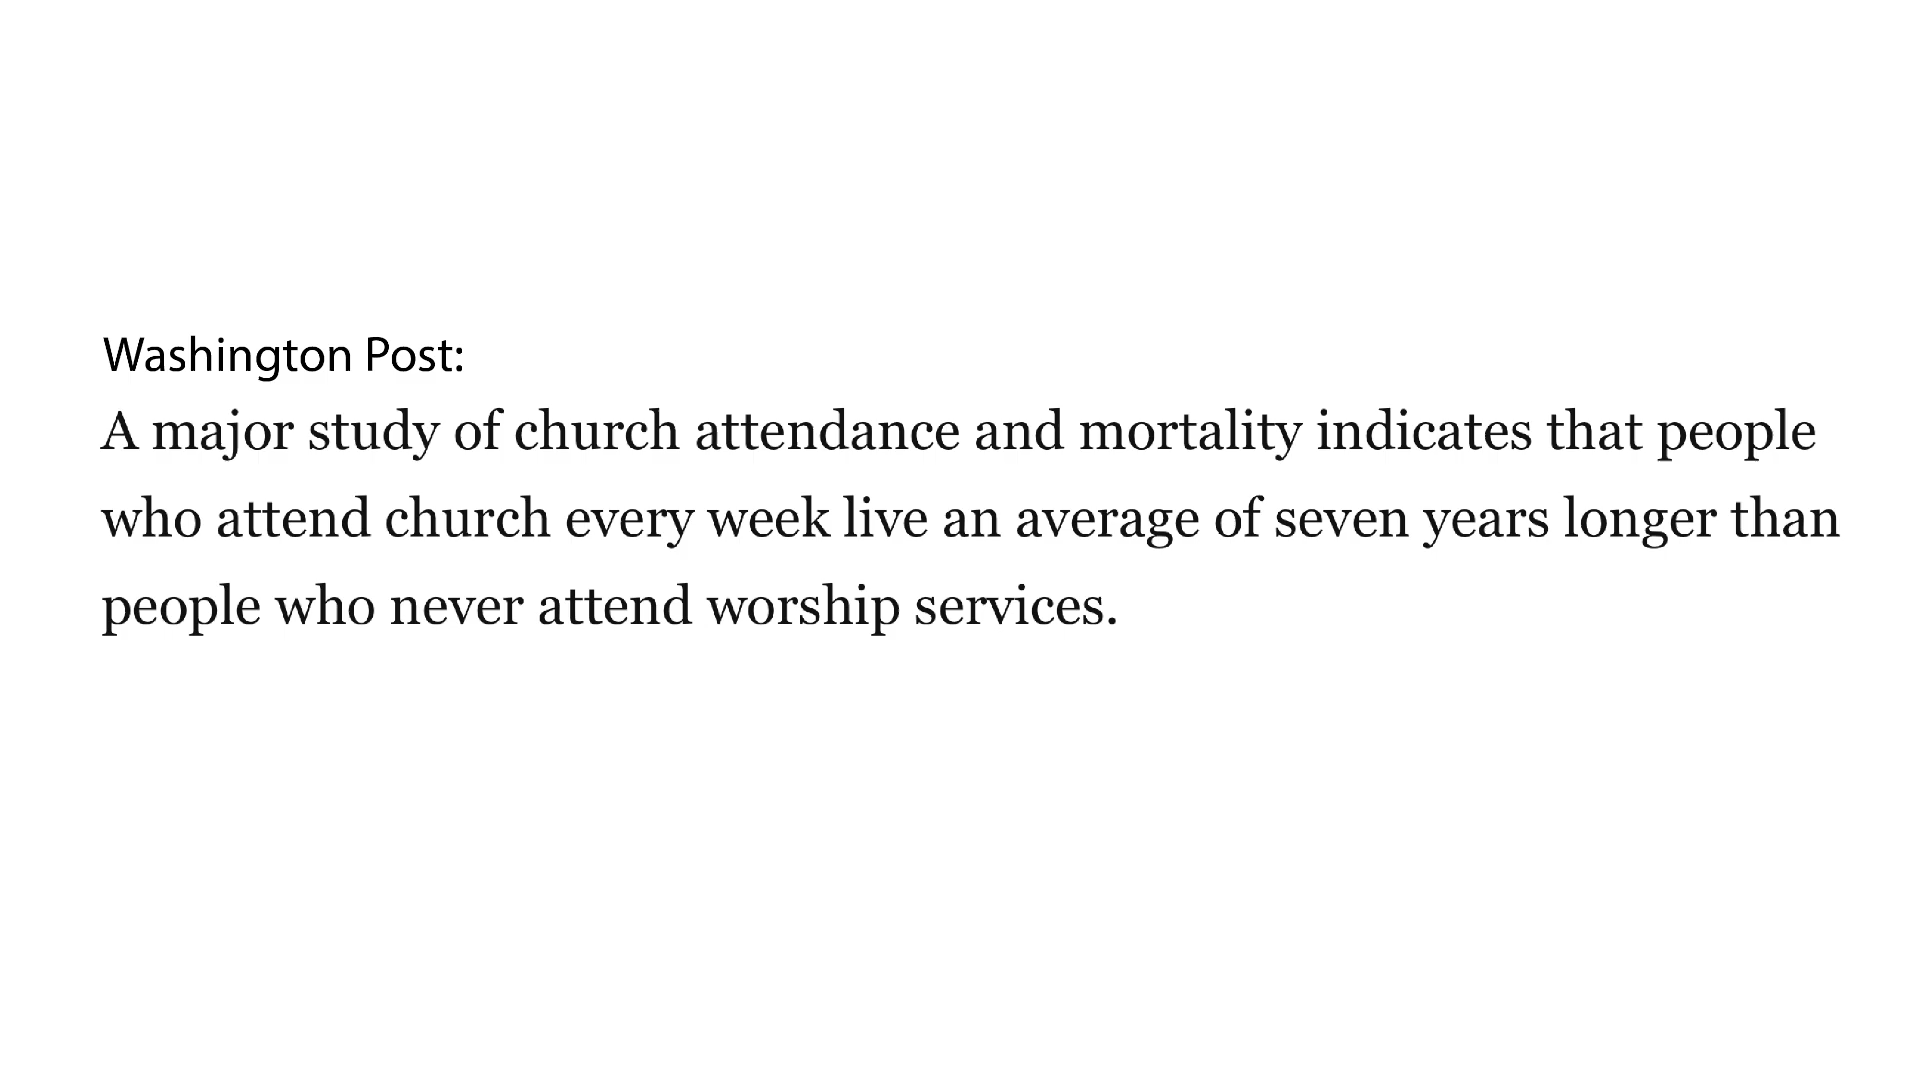 Washington Post:
A major study of church attendance and mortality indicates that people
who attend church every week live an average of seven years longer than
people who never attend worship services.